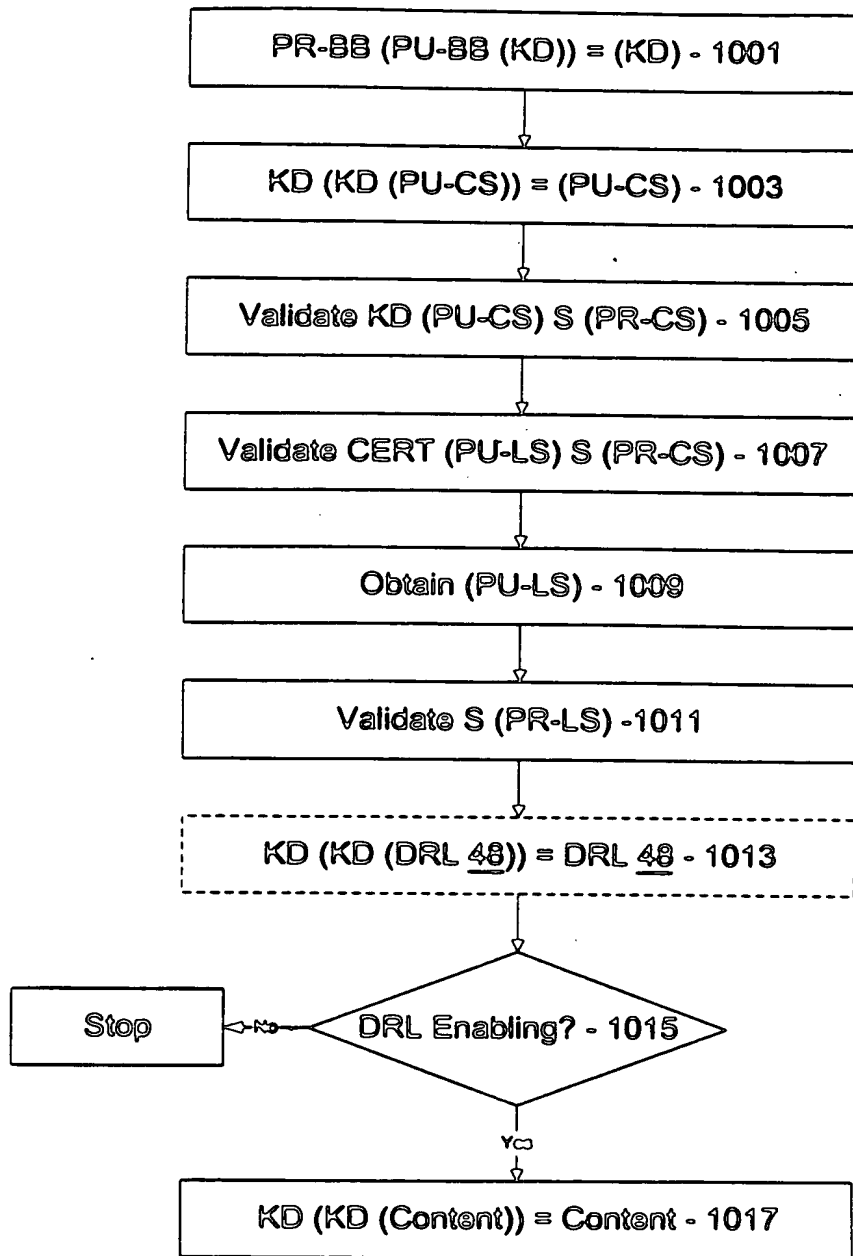 PR-BB (PU-BB (KD)) = (KD) - 1001
KD (KD (PU-CS)) = (PU-CS) - 1003
Validate KD (PU-CS) S (PR-CS) - 1005
Validate CERT (PU-LS) S (PR-CS) - 1007
Obtain (PU-LS) - 1009
Validate S (PR-LS) -1011
KD (KD (DRL 48)) = DRL 48 - 1013
DRL Enabling? - 1015
No
Stop
Yes
KD (KD (Content)) = Content - 1017